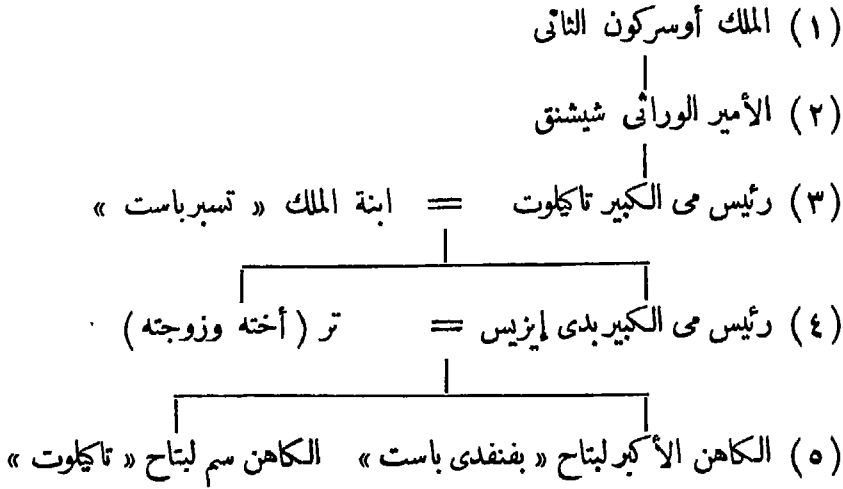 (١) الملك أوسركون الثانى
(٢) الأمير الوراثى شيشنق
(٣) رئيس مى الكبير تاكيلوت = ابنة الملك « تسبرباست »
(٤) رئيس مى الكبير بدى إيزيس = تر ( أخته وزوجته )
(٥) الكاهن الأكبر لبتاح « بفنفدى باست » الكاهن سم لبتاح « تاكيلوت »